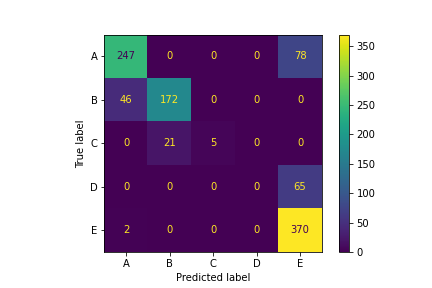 A 247 0 0 0 78
B 46 172 0 0 0
C 0 21 5 0 0
D 0 0 0 0 65
E 2 0 0 0 370
A B C D E
Predicted label
True label
350
300
250
200
150
100
50
0